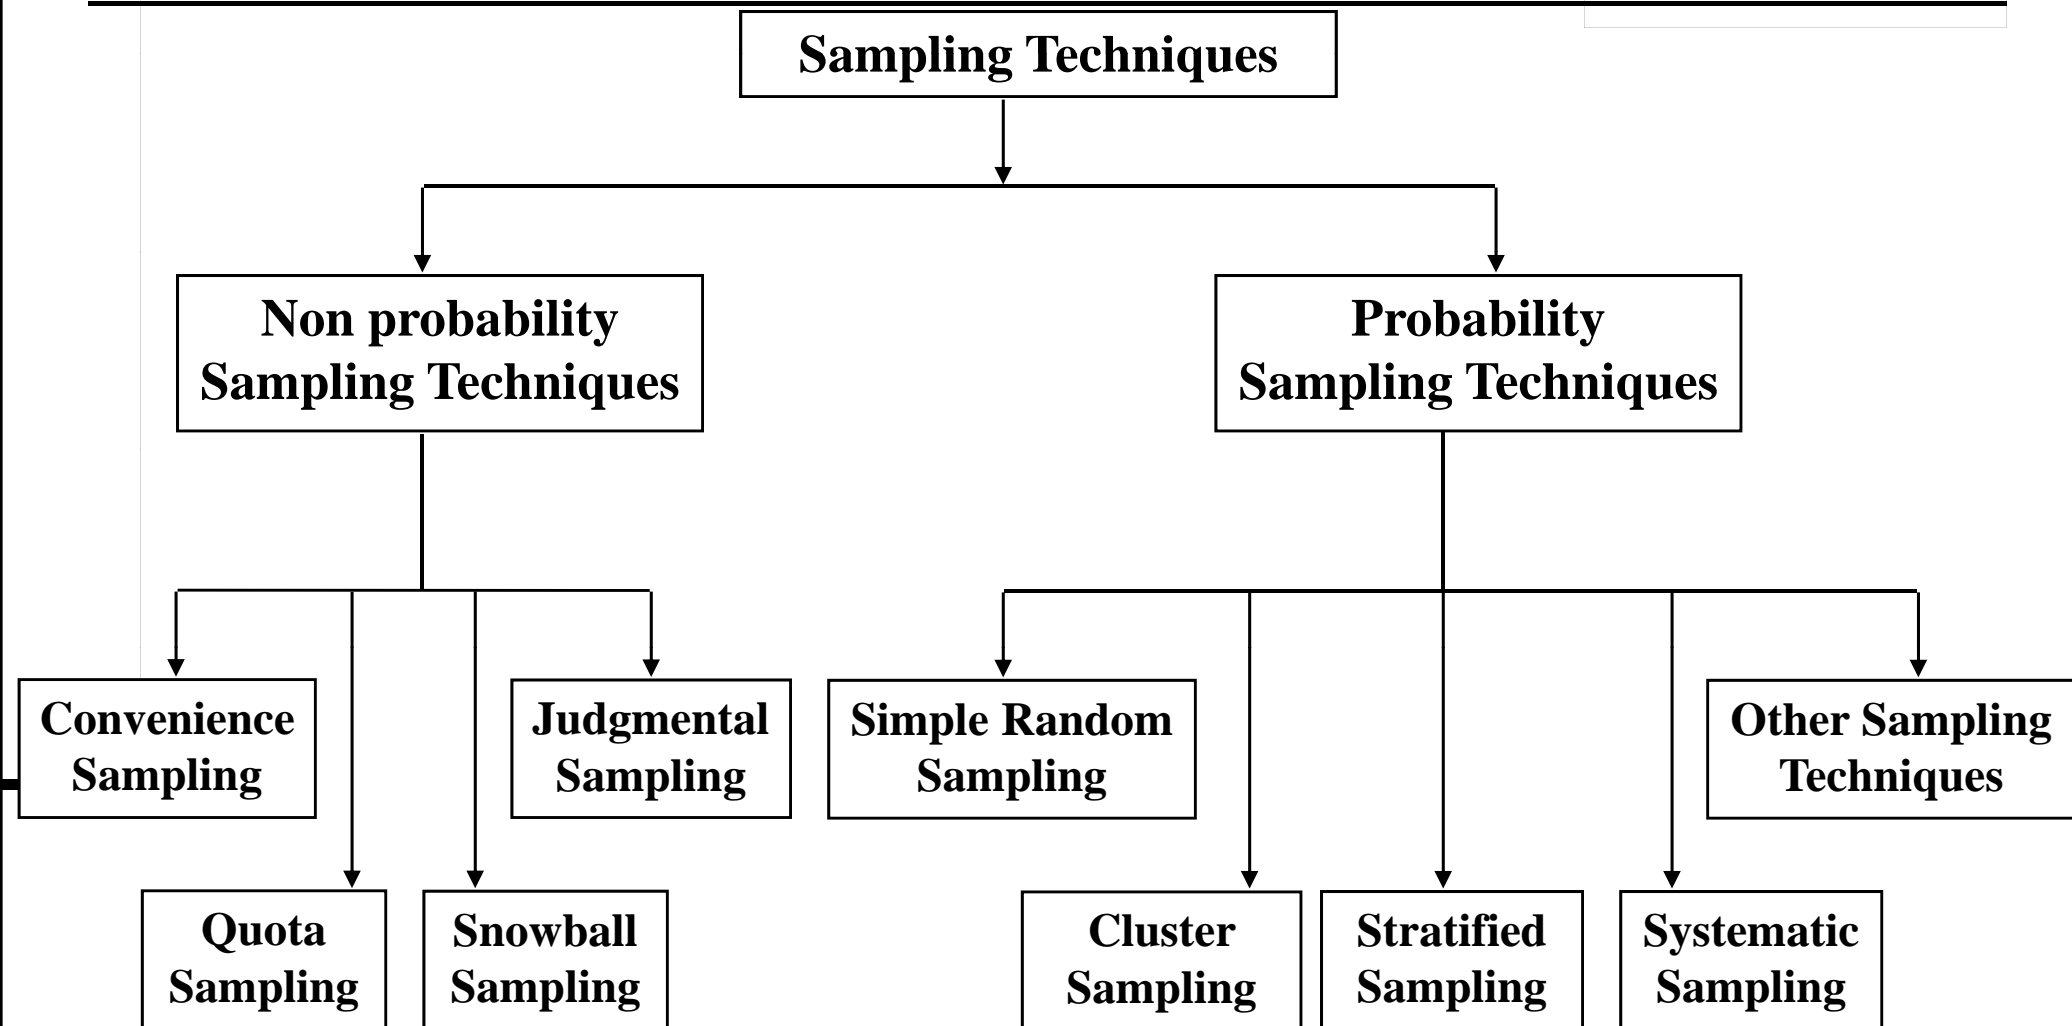 Sampling Techniques
Non probability
Sampling Techniques
Probability
Sampling Techniques
Convenience
Sampling
Judgmental
Sampling
Simple Random
Sampling
Other Sampling
Techniques
Quota
Sampling
Snowball
Sampling
Cluster
Sampling
Stratified
Sampling
Systematic
Sampling